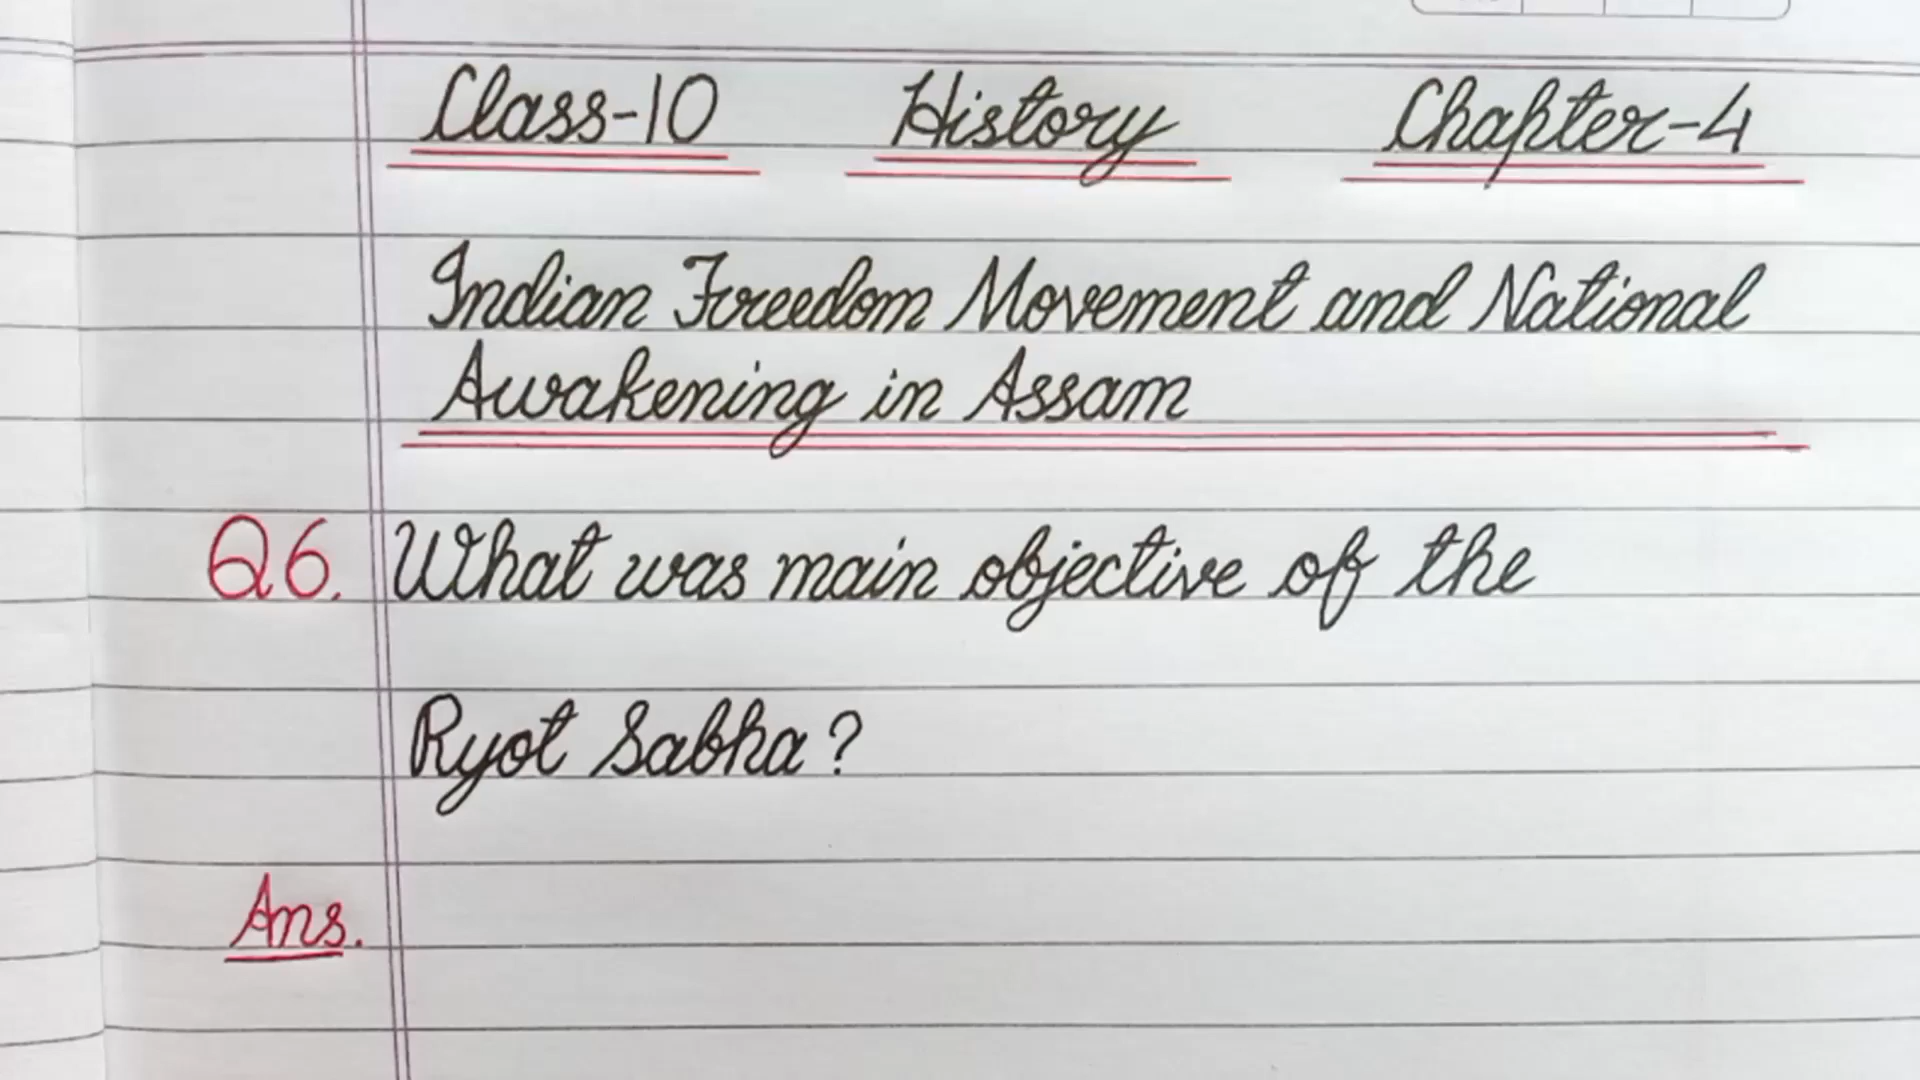 Class-10 History Chapter-4
Indian Freedom Movement and National
Awakening in Assam
Q6. What was main objective of the
Ryot Sabha?
Ans.